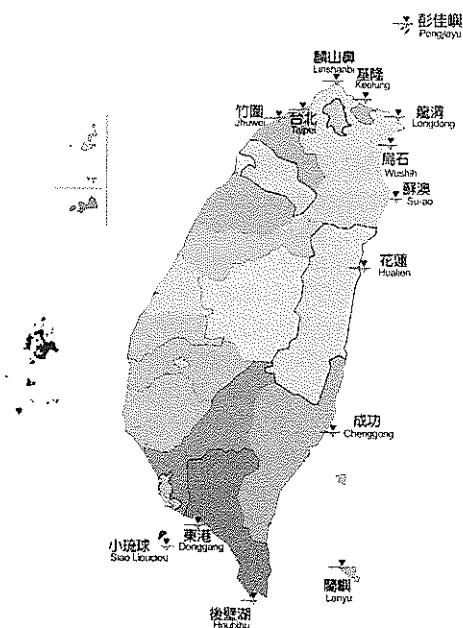 彭佳嶼
Pengjiayu
麟山鼻
Linshanbi
基隆
Keelung
竹圍
Jhuwei
台北
Taipei
龍洞
Longdong
烏石
Wushih
蘇澳
Su-ao
花蓮
Hualien
成功
Chenggong
小琉球
Siao Liouciou
東港
Donggang
蘭嶼
Lanyu
後壁湖
Houbihu